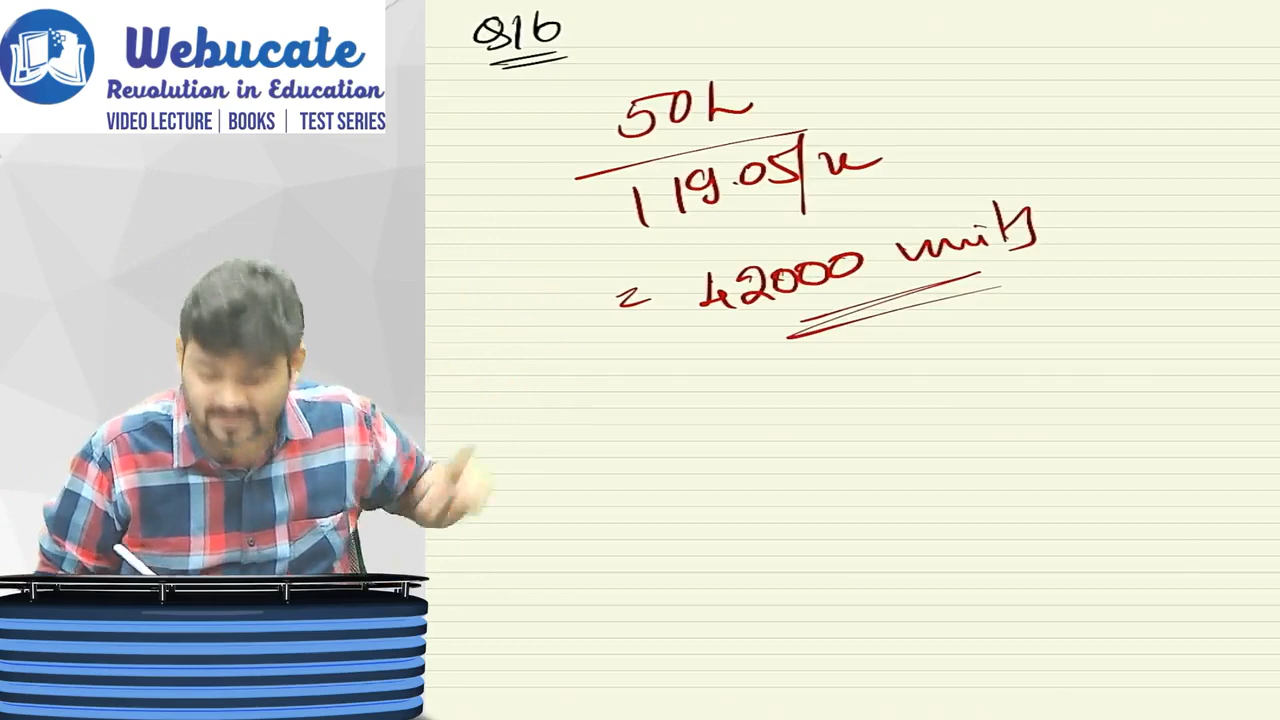 Webucate
Revolution in Education
VIDEO LECTURE | BOOKS | TEST SERIES
Q16
50L
119.05/x
= 42000 units